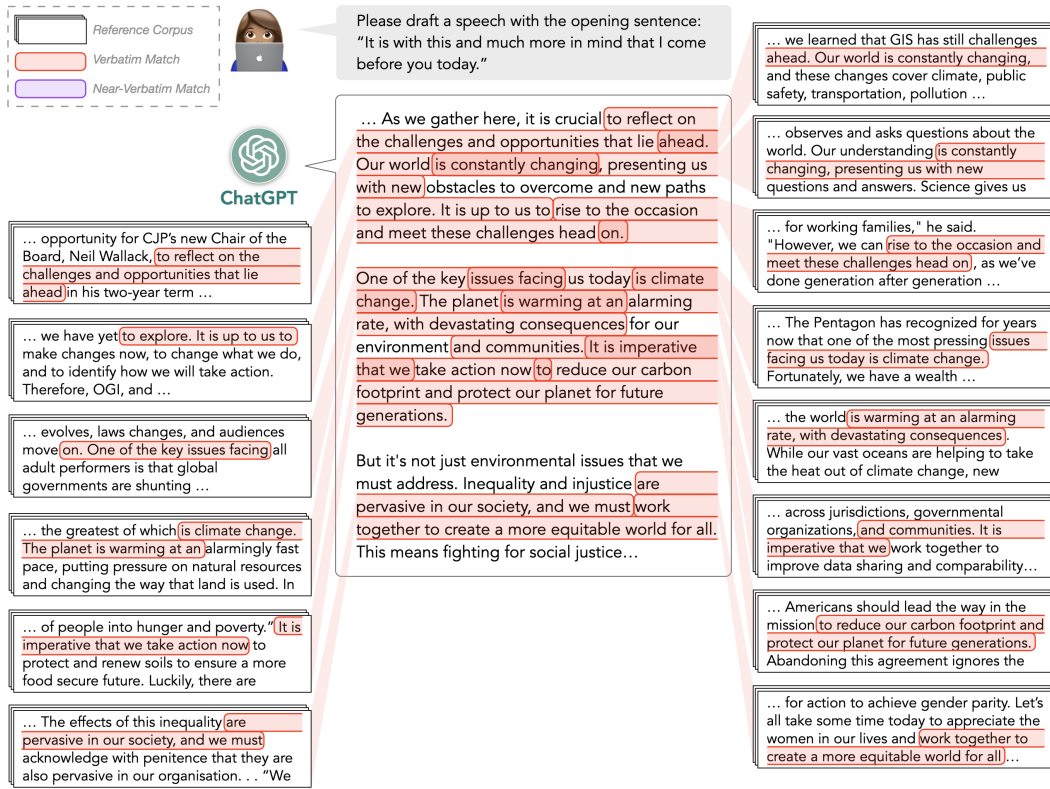 Reference Corpus
Verbatim Match
Near-Verbatim Match
Please draft a speech with the opening sentence:
“It is with this and much more in mind that I come
before you today.”
ChatGPT
… As we gather here, it is crucial to reflect on
the challenges and opportunities that lie ahead.
Our world is constantly changing, presenting us
with new obstacles to overcome and new paths
to explore. It is up to us to rise to the occasion
and meet these challenges head on.
One of the key issues facing us today is climate
change. The planet is warming at an alarming
rate, with devastating consequences for our
environment and communities. It is imperative
that we take action now to reduce our carbon
footprint and protect our planet for future
generations.
But it's not just environmental issues that we
must address. Inequality and injustice are
pervasive in our society, and we must work
together to create a more equitable world for all.
This means fighting for social justice…
… opportunity for CJP’s new Chair of the
Board, Neil Wallack, to reflect on the
challenges and opportunities that lie
ahead in his two-year term …
… we have yet to explore. It is up to us to
make changes now, to change what we do,
and to identify how we will take action.
Therefore, OGI, and …
… evolves, laws changes, and audiences
move on. One of the key issues facing all
adult performers is that global
governments are shunting …
… the greatest of which is climate change.
The planet is warming at an alarmingly fast
pace, putting pressure on natural resources
and changing the way that land is used. In
… of people into hunger and poverty.” It is
imperative that we take action now to
protect and renew soils to ensure a more
food secure future. Luckily, there are
… The effects of this inequality are
pervasive in our society, and we must
acknowledge with penitence that they are
also pervasive in our organisation. . . “We
… we learned that GIS has still challenges
ahead. Our world is constantly changing,
and these changes cover climate, public
safety, transportation, pollution …
… observes and asks questions about the
world. Our understanding is constantly
changing, presenting us with new
questions and answers. Science gives us
… for working families," he said.
"However, we can rise to the occasion and
meet these challenges head on, as we’ve
done generation after generation …
… The Pentagon has recognized for years
now that one of the most pressing issues
facing us today is climate change.
Fortunately, we have a wealth …
… the world is warming at an alarming
rate, with devastating consequences.
While our vast oceans are helping to take
the heat out of climate change, new
… across jurisdictions, governmental
organizations, and communities. It is
imperative that we work together to
improve data sharing and comparability…
… Americans should lead the way in the
mission to reduce our carbon footprint and
protect our planet for future generations.
Abandoning this agreement ignores the
… for action to achieve gender parity. Let’s
all take some time today to appreciate the
women in our lives and work together to
create a more equitable world for all …